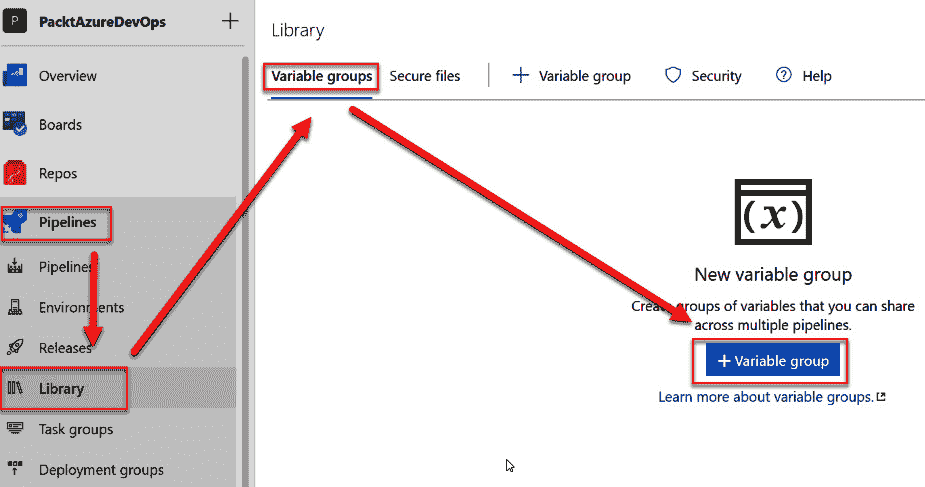 P PacktAzureDevOps
Overview
Boards
Repos
Pipelines
Pipelines
Environments
Releases
Library
Task groups
Deployment groups
Library
Variable groups Secure files + Variable group Security ? Help
(x)
New variable group
Create groups of variables that you can share
across multiple pipelines.
+ Variable group
Learn more about variable groups.